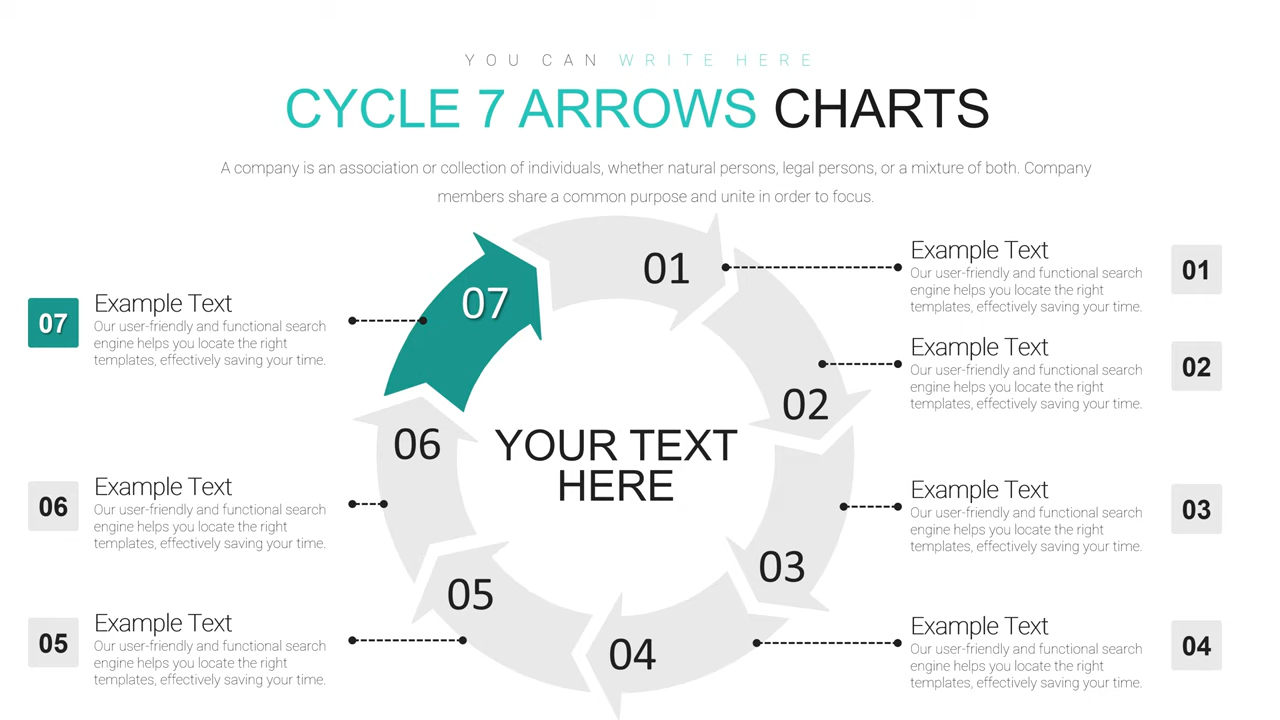 YOU CAN WRITE HERE
CYCLE 7 ARROWS CHARTS
A company is an association or collection of individuals, whether natural persons, legal persons, or a mixture of both. Company
members share a common purpose and unite in order to focus.
01
Example Text
Our user-friendly and functional search
engine helps you locate the right
templates, effectively saving your time.
01
02
Example Text
Our user-friendly and functional search
engine helps you locate the right
templates, effectively saving your time.
02
03
Example Text
Our user-friendly and functional search
engine helps you locate the right
templates, effectively saving your time.
03
04
Example Text
Our user-friendly and functional search
engine helps you locate the right
templates, effectively saving your time.
04
05
Example Text
Our user-friendly and functional search
engine helps you locate the right
templates, effectively saving your time.
05
06
Example Text
Our user-friendly and functional search
engine helps you locate the right
templates, effectively saving your time.
06
07
Example Text
Our user-friendly and functional search
engine helps you locate the right
templates, effectively saving your time.
07
YOUR TEXT
HERE